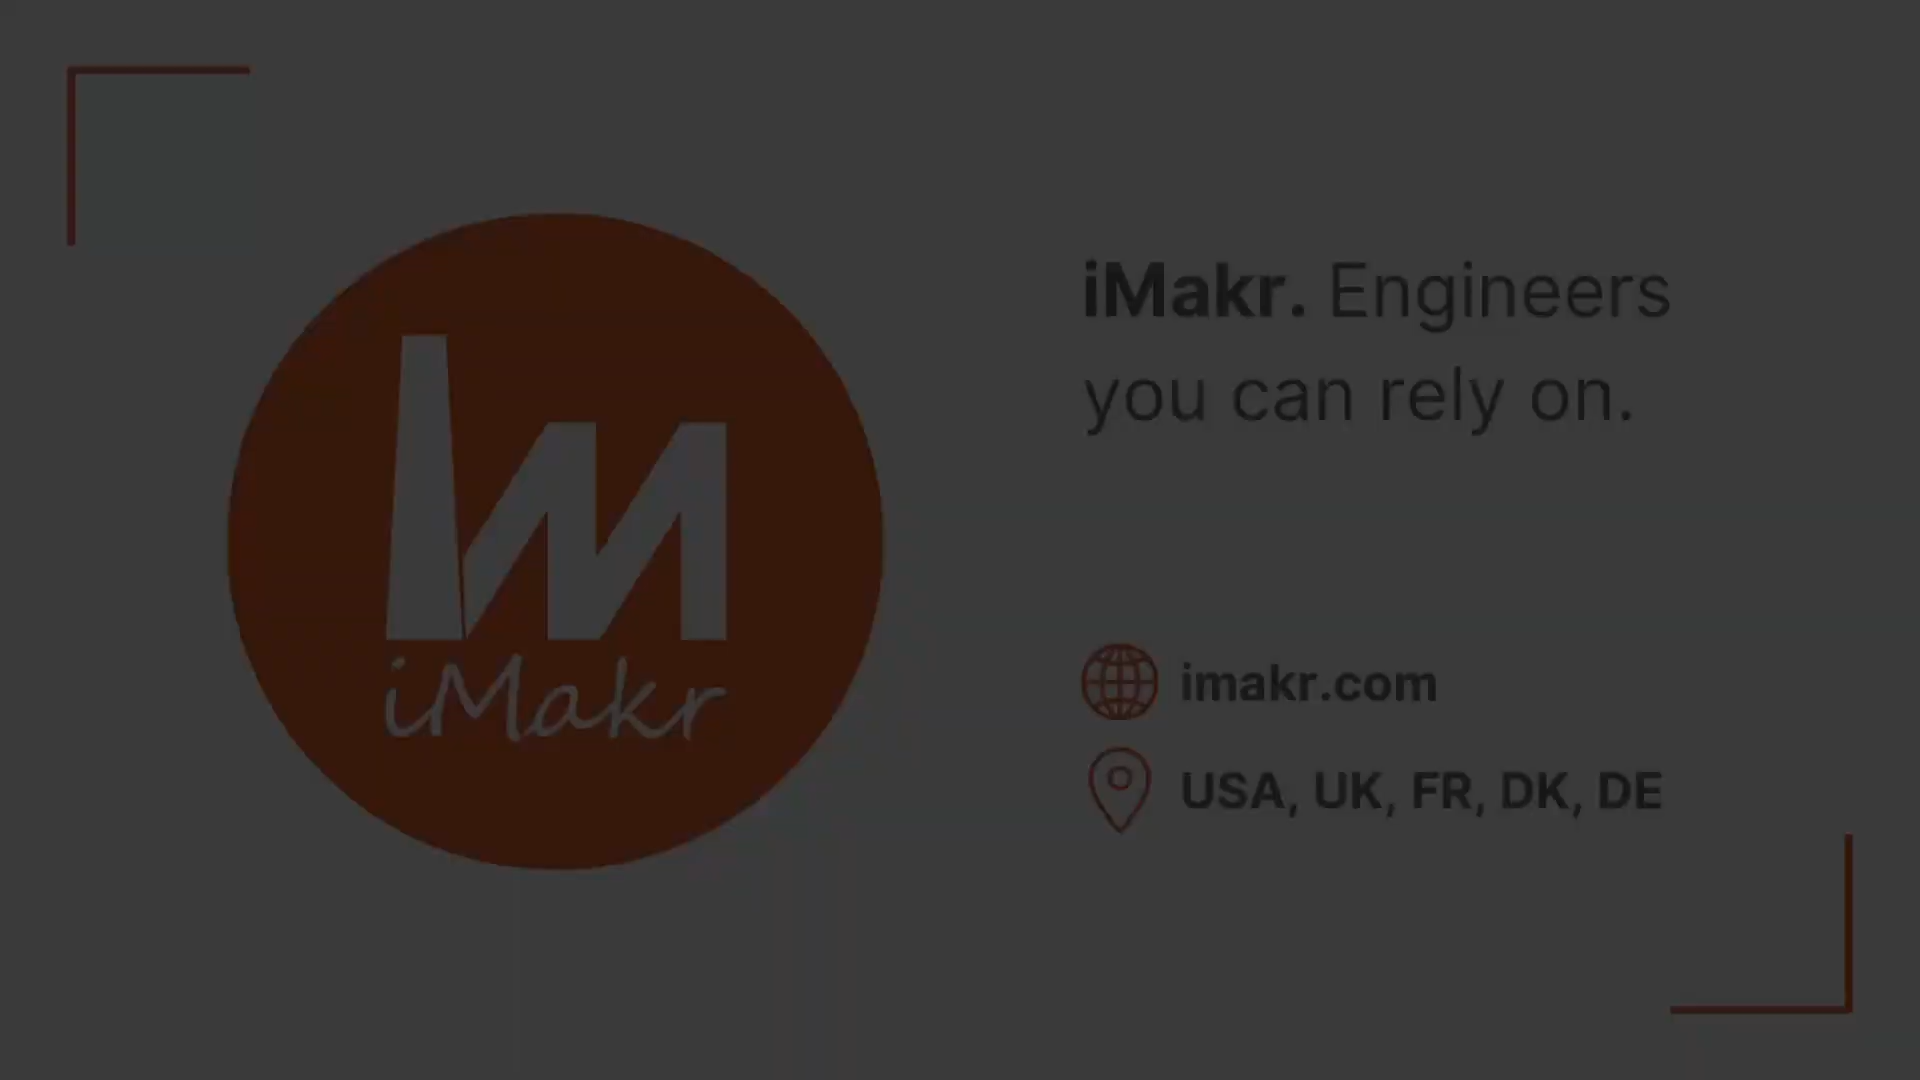 iMakr
iMakr. Engineers
you can rely on.
imakr.com
USA, UK, FR, DK, DE